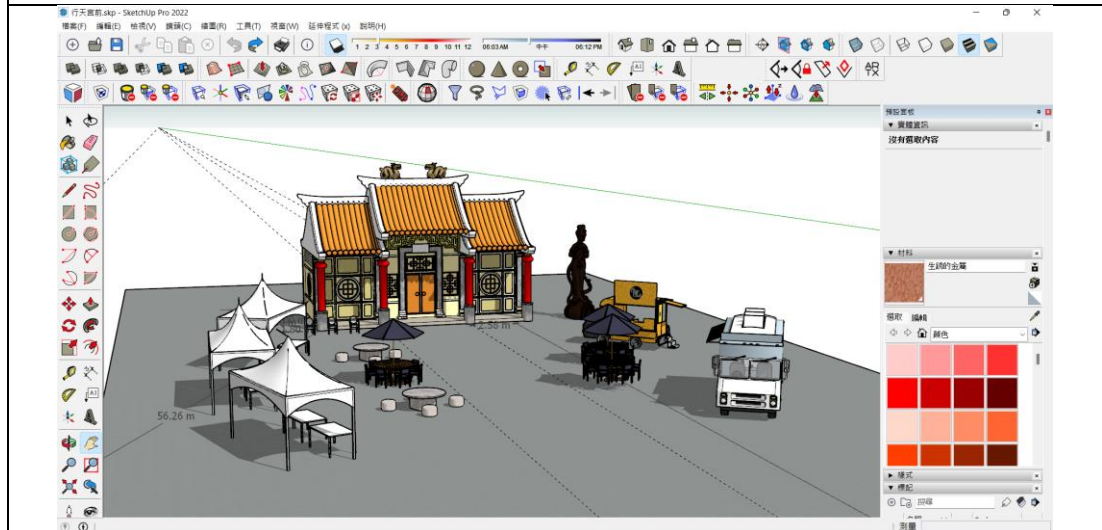 行天宮前.skp - SketchUp Pro 2022
檔案(F) 編輯(E) 檢視(V) 鏡頭(C) 繪圖(R) 工具(T) 視窗(W) 延伸程式 (x) 說明(H)
1 2 3 4 5 6 7 8 9 10 11 12 06:03 AM 中午 06:12 PM
預設面板
實體資訊
沒有選取內容
材料
生鏽的金屬
選取 編輯
顏色
2.58 m
56.26 m
樣式
標記
搜尋
測量